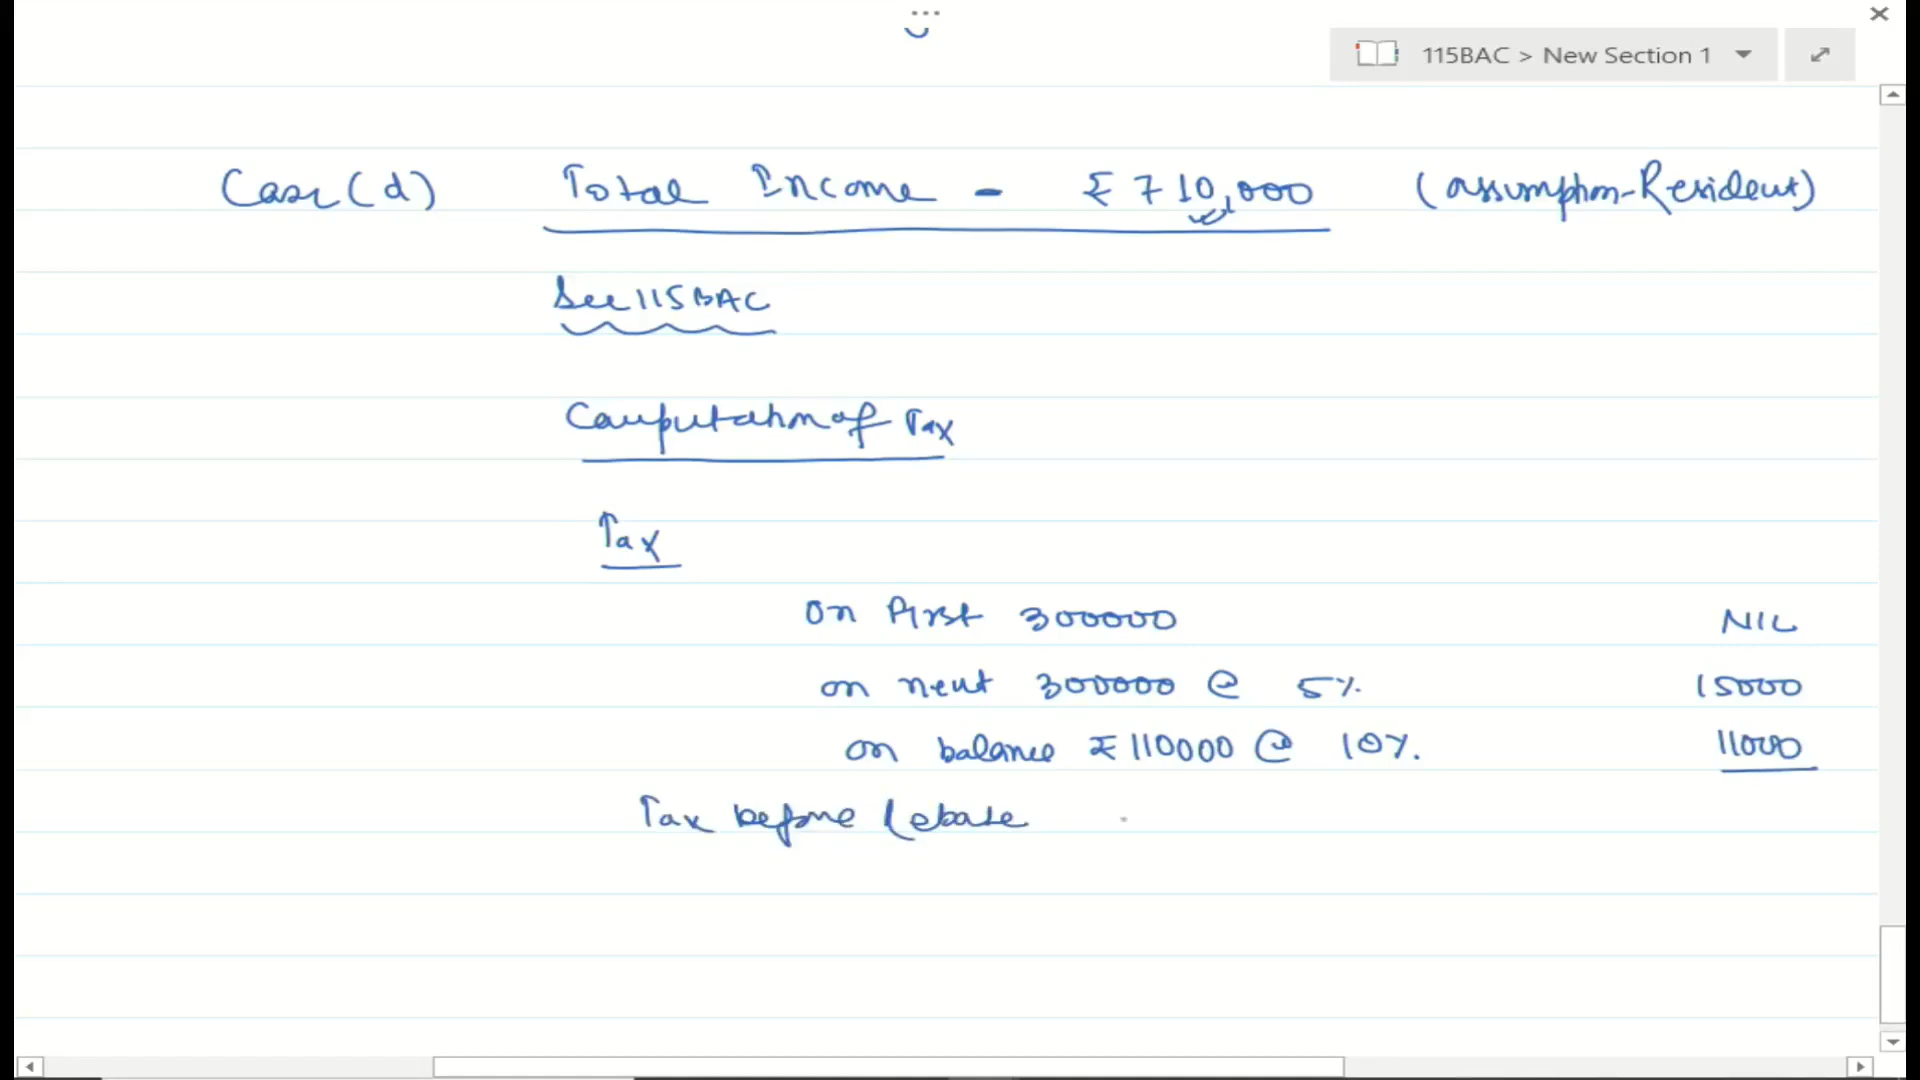 115BAC > New Section 1
Case (d) Total Income - ₹ 710,000 (assumption-Resident)
Sec 115BAC
Computation of Tax
Tax
on First 300000 NIL
on next 300000 @ 5% 15000
on balance ₹110000 @ 10%. 11000
Tax before Rebate